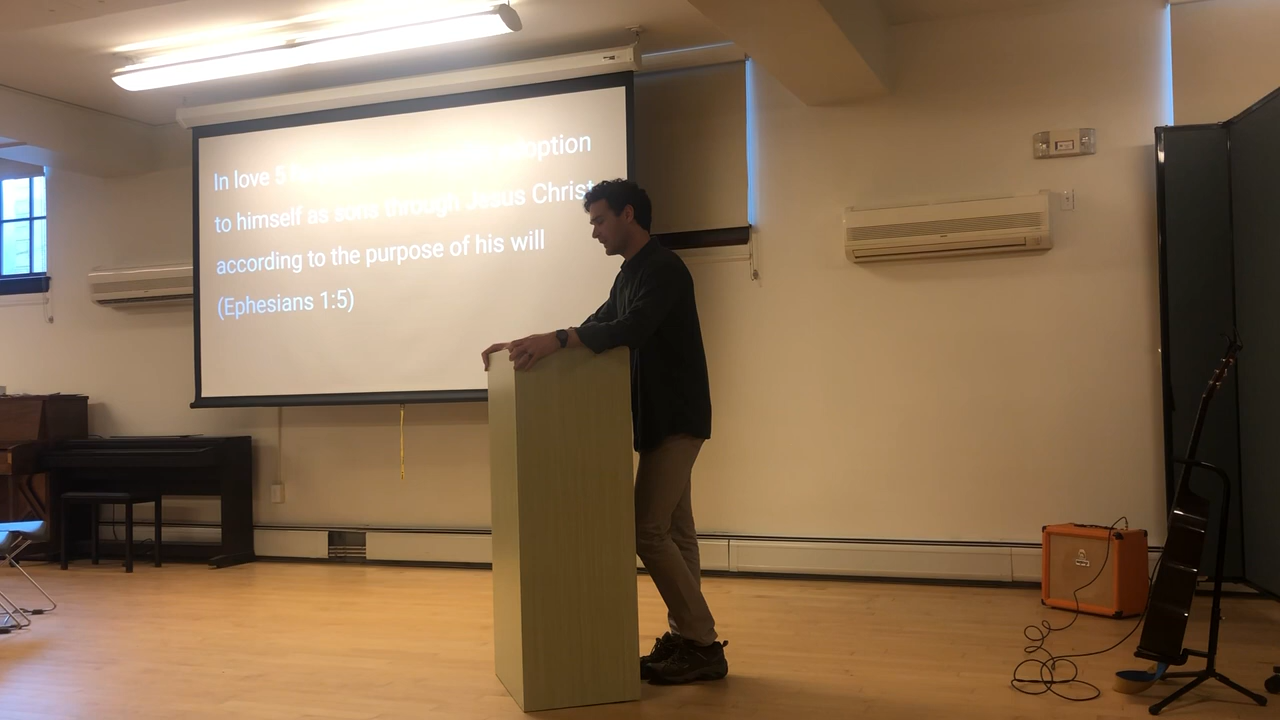 In love 5 adoption
to himself as sons through Jesus Christ
according to the purpose of his will
(Ephesians 1:5)